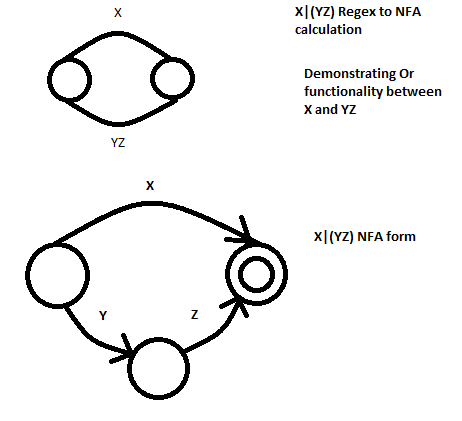 X
X|(YZ) Regex to NFA
calculation
Demonstrating Or
functionality between
X and YZ
YZ
X
X|(YZ) NFA form
Y
Z